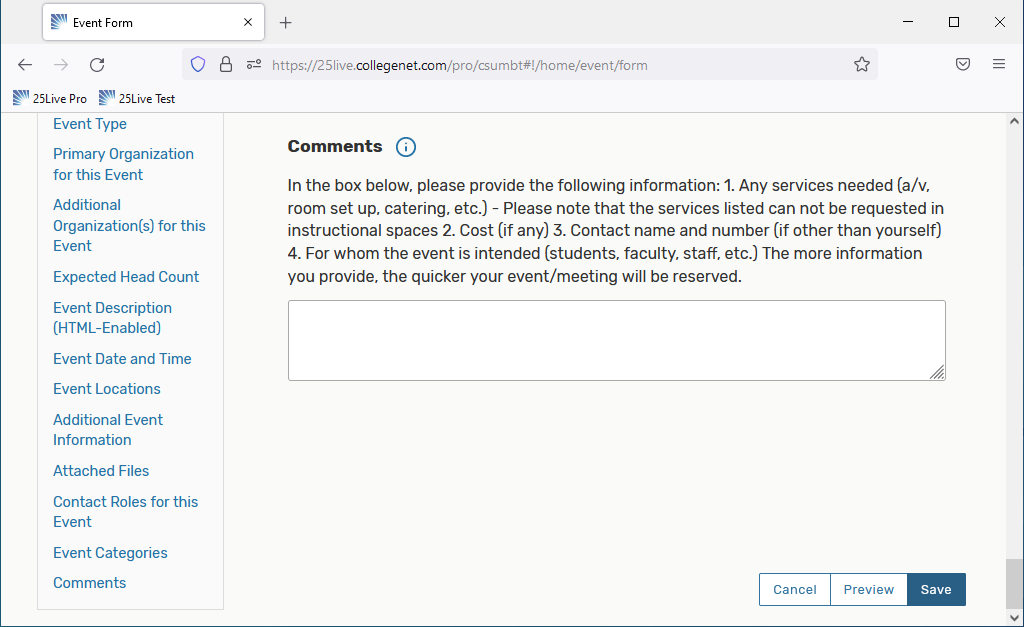 Event Form
https://25live.collegenet.com/pro/csumbt#!/home/event/form
25Live Pro
25Live Test
Event Type
Primary Organization
for this Event
Additional
Organization(s) for this
Event
Expected Head Count
Event Description
(HTML-Enabled)
Event Date and Time
Event Locations
Additional Event
Information
Attached Files
Contact Roles for this
Event
Event Categories
Comments
Comments
In the box below, please provide the following information: 1. Any services needed (a/v,
room set up, catering, etc.) - Please note that the services listed can not be requested in
instructional spaces 2. Cost (if any) 3. Contact name and number (if other than yourself)
4. For whom the event is intended (students, faculty, staff, etc.) The more information
you provide, the quicker your event/meeting will be reserved.
Cancel
Preview
Save